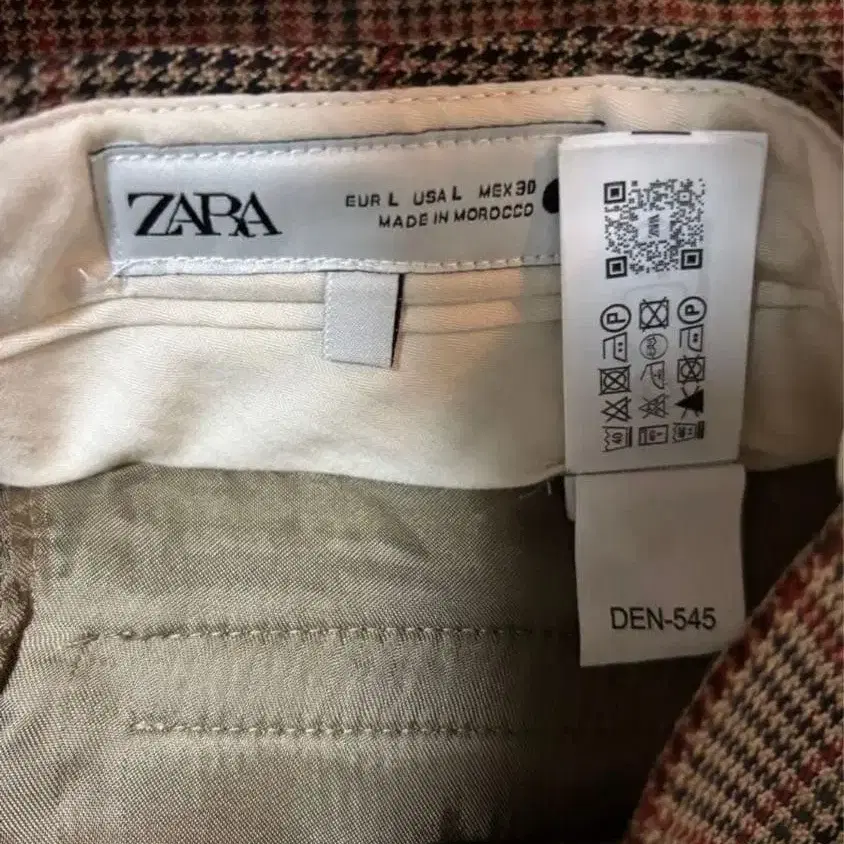 ZARA
EUR L USA L MEX 30
MADE IN MOROCCO
DEN-545